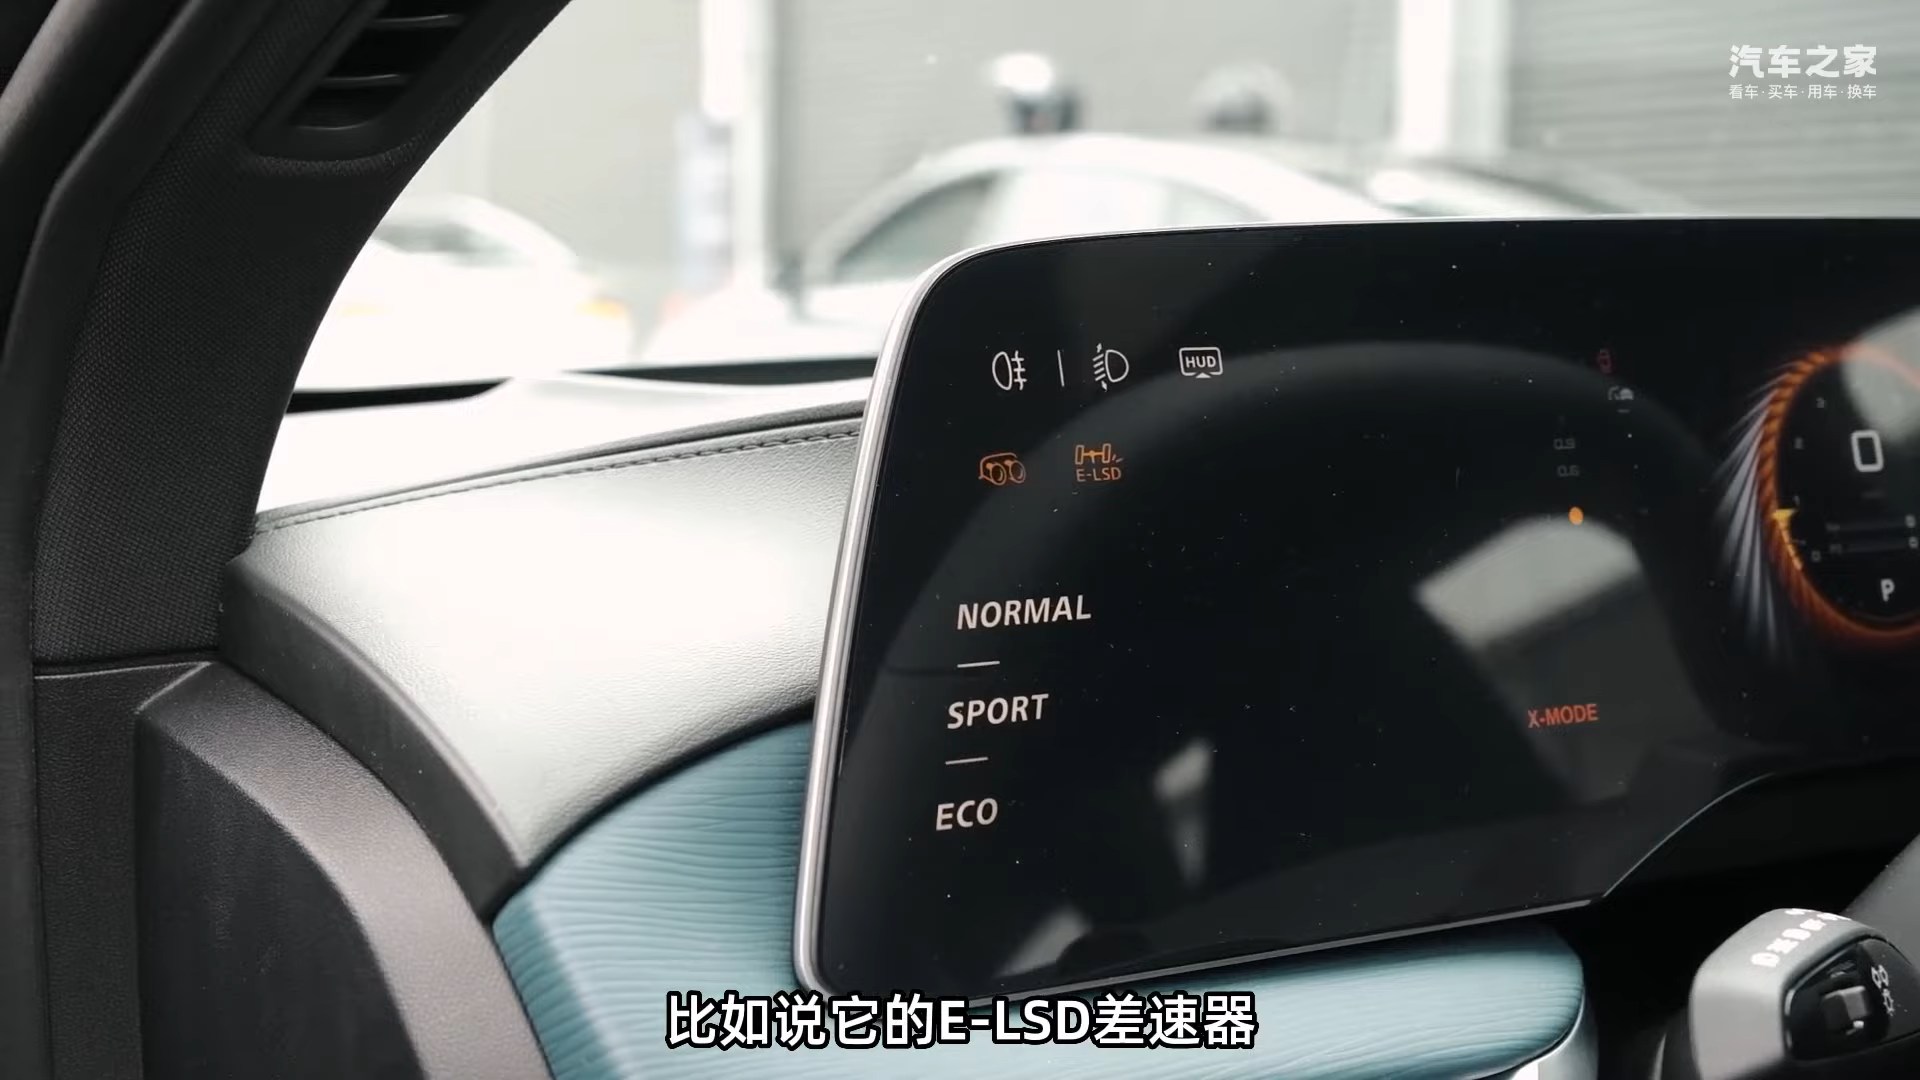 汽车之家
看车·买车·用车·换车
HUD
E-LSD
NORMAL
SPORT
ECO
X-MODE
0
P
比如说它的E-LSD差速器